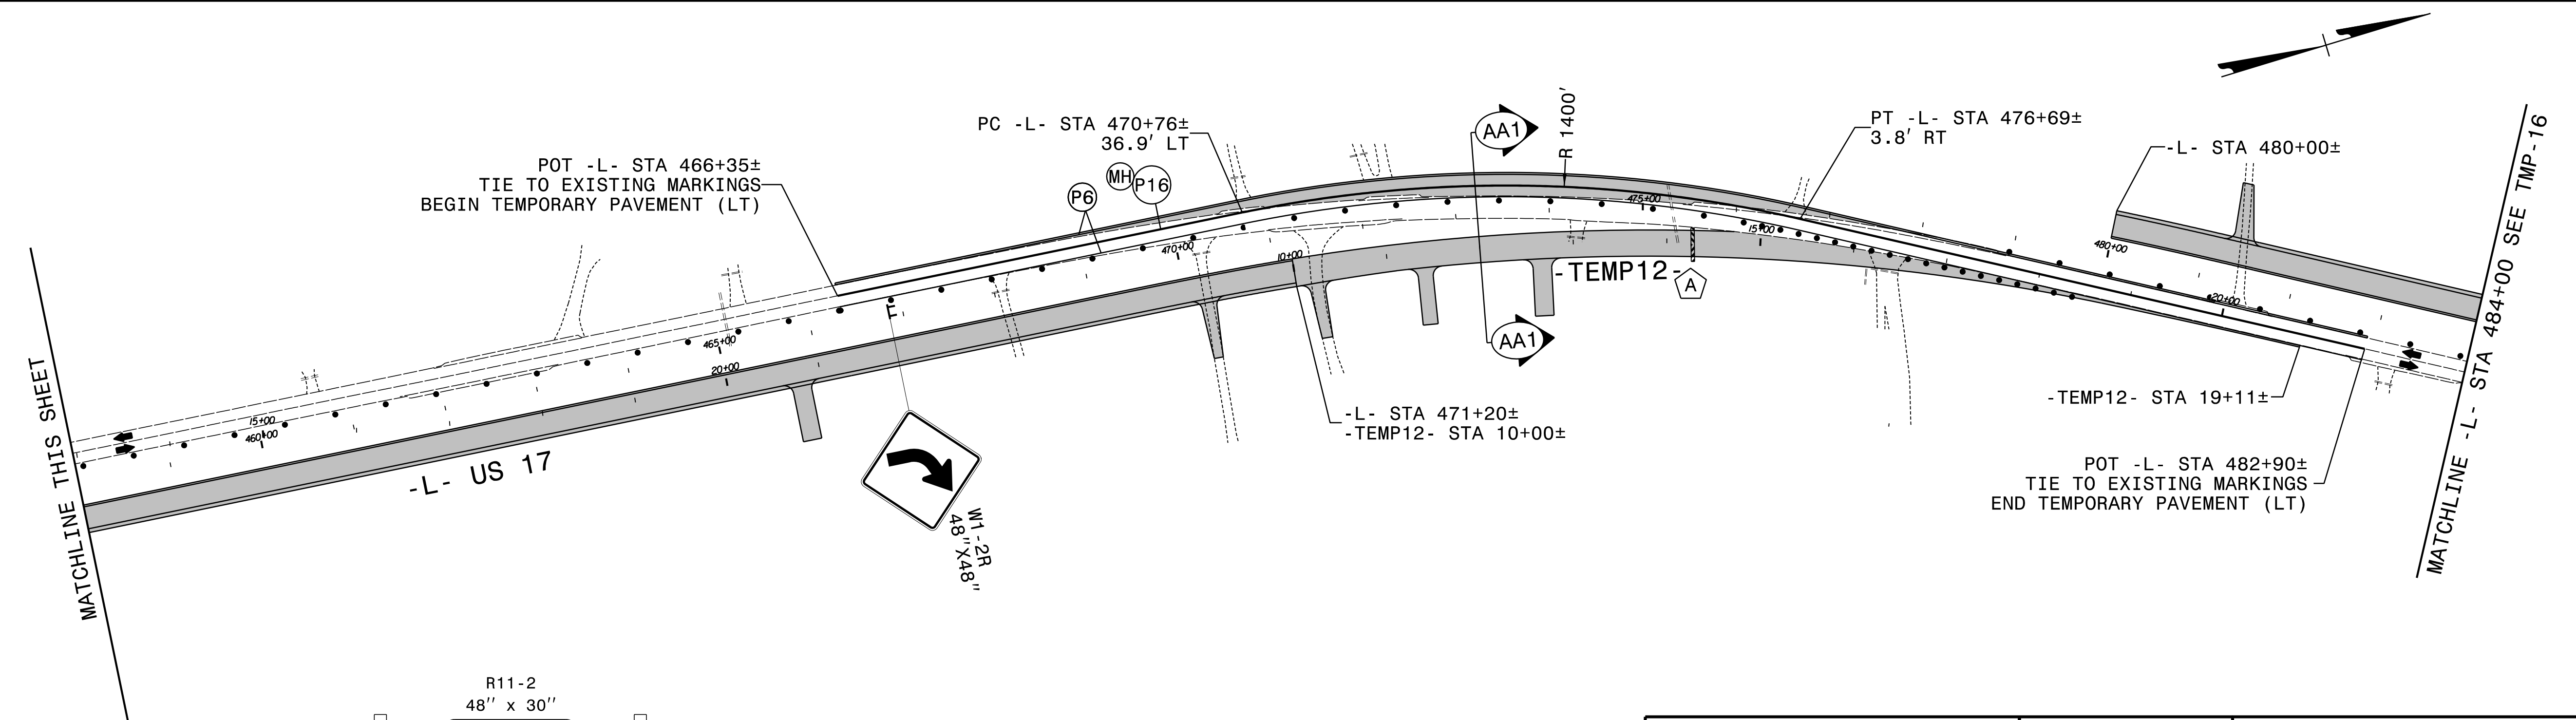 PC -L- STA 470+76±
36.9' LT
POT -L- STA 466+35±
TIE TO EXISTING MARKINGS
BEGIN TEMPORARY PAVEMENT (LT)
MH
P16
P6
AA1
R 1400'
PT -L- STA 476+69±
3.8' RT
-L- STA 480+00±
MATCHLINE -L- STA 484+00 SEE TMP-16
MATCHLINE THIS SHEET
15+00
460+00
465+00
20+00
470+00
10+00
475+00
15+00
480+00
20+00
-L- US 17
-TEMP12-
A
AA1
W1-2R
48"X48"
-L- STA 471+20±
-TEMP12- STA 10+00±
-TEMP12- STA 19+11±
POT -L- STA 482+90±
TIE TO EXISTING MARKINGS
END TEMPORARY PAVEMENT (LT)
R11-2
48" x 30"